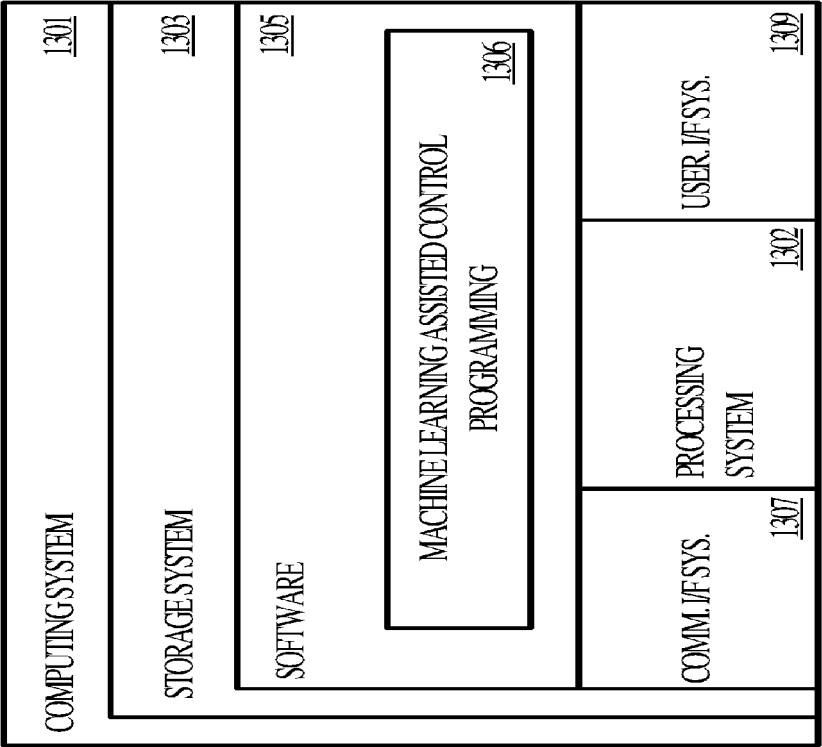 COMPUTING SYSTEM
1301
STORAGE SYSTEM
1303
SOFTWARE
1305
MACHINE LEARNING ASSISTED CONTROL
PROGRAMMING
1306
COMM. I/F SYS.
1307
PROCESSING
SYSTEM
1302
USER. I/F SYS.
1309